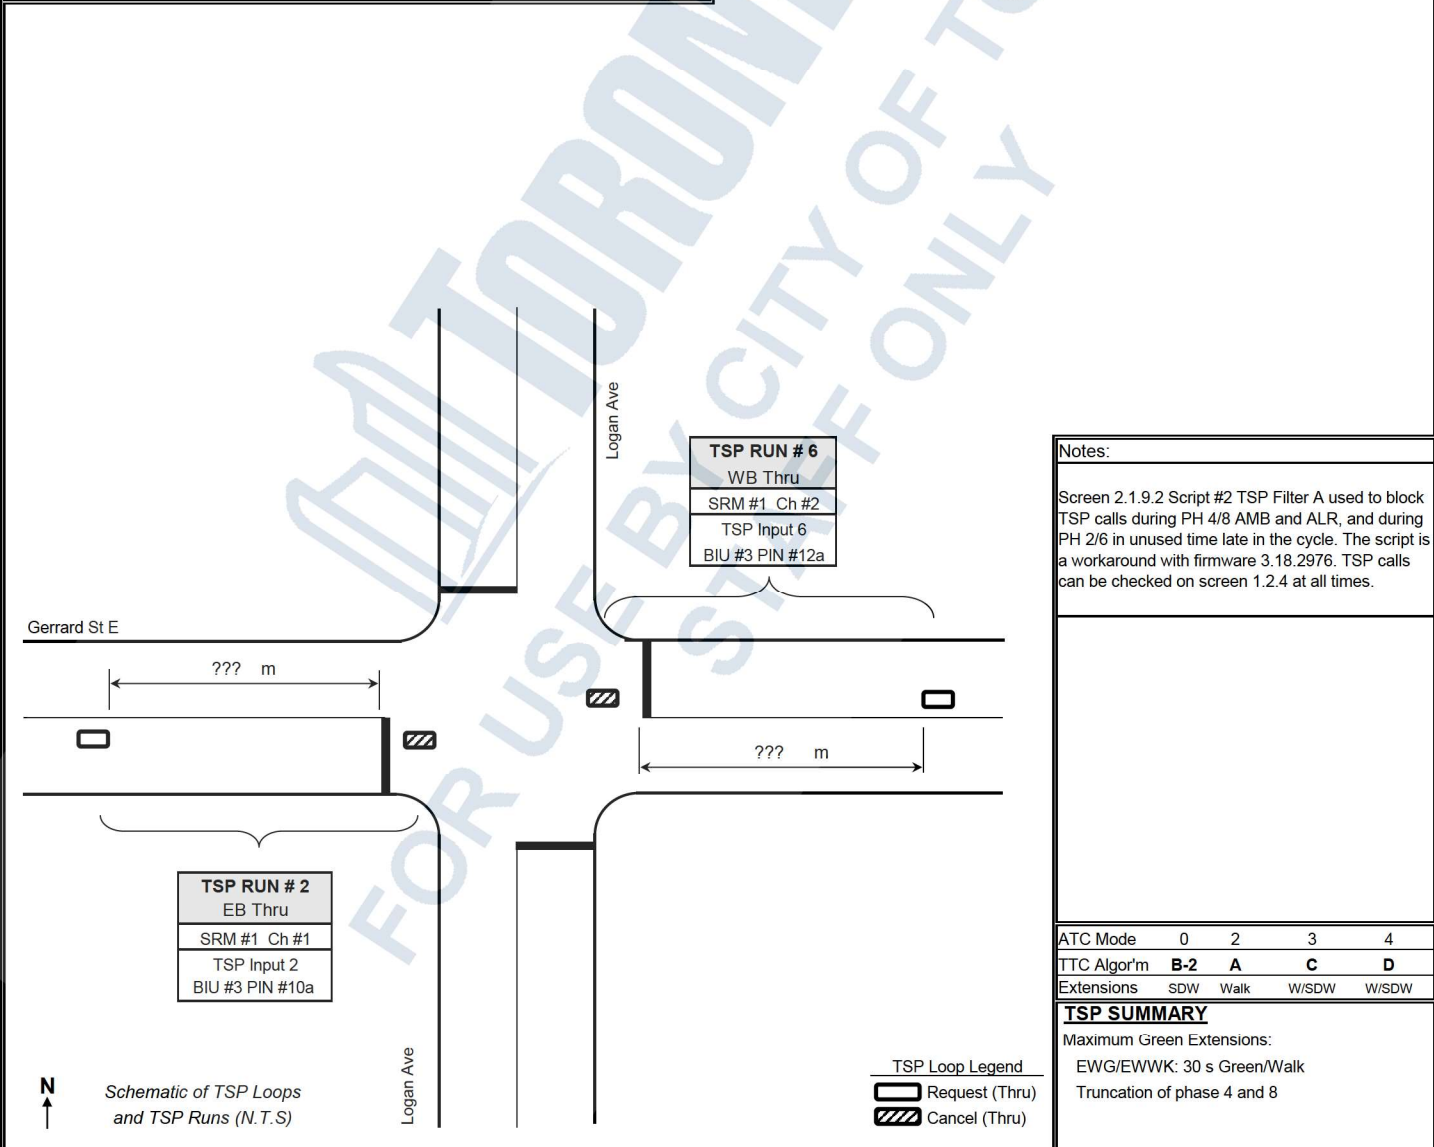 TORON
FOR USE BY CITY OF TO
STAFF ONLY
Logan Ave
TSP RUN # 6
WB Thru
SRM #1 Ch #2
TSP Input 6
BIU #3 PIN #12a
Notes:
Screen 2.1.9.2 Script #2 TSP Filter A used to block
TSP calls during PH 4/8 AMB and ALR, and during
PH 2/6 in unused time late in the cycle. The script is
a workaround with firmware 3.18.2976. TSP calls
can be checked on screen 1.2.4 at all times.
Gerrard St E
??? m
??? m
TSP RUN # 2
EB Thru
SRM #1 Ch #1
TSP Input 2
BIU #3 PIN #10a
ATC Mode 0 2 3 4
TTC Algor'm B-2 A C D
Extensions SDW Walk W/SDW W/SDW
TSP SUMMARY
Maximum Green Extensions:
EWG/EWWK: 30 s Green/Walk
Truncation of phase 4 and 8
N
Schematic of TSP Loops
and TSP Runs (N.T.S)
Logan Ave
TSP Loop Legend
Request (Thru)
Cancel (Thru)